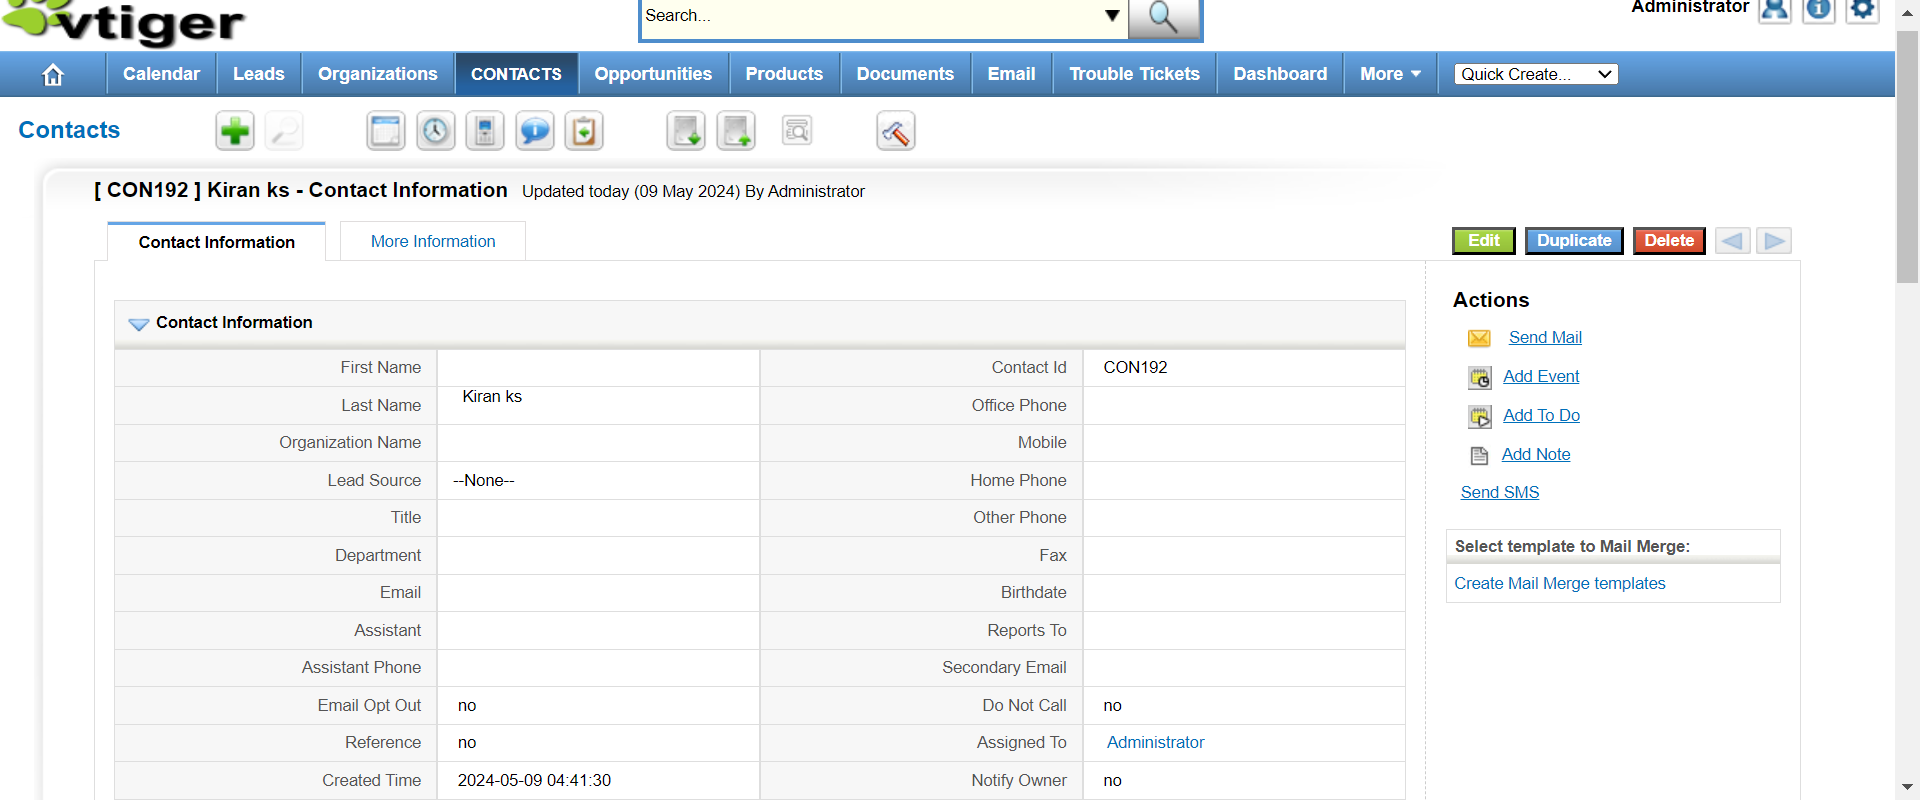 vtiger
Search...
Administrator
Calendar Leads Organizations CONTACTS Opportunities Products Documents Email Trouble Tickets Dashboard More Quick Create...
Contacts
[ CON192 ] Kiran ks - Contact Information Updated today (09 May 2024) By Administrator
Contact Information More Information Edit Duplicate Delete
Actions
Contact Information
Send Mail
First Name Contact Id CON192
Add Event
Last Name Kiran ks Office Phone
Add To Do
Organization Name Mobile
Add Note
Lead Source --None-- Home Phone
Send SMS
Title Other Phone
Select template to Mail Merge:
Department Fax
Create Mail Merge templates
Email Birthdate
Assistant Reports To
Assistant Phone Secondary Email
Email Opt Out no Do Not Call no
Reference no Assigned To Administrator
Created Time 2024-05-09 04:41:30 Notify Owner no